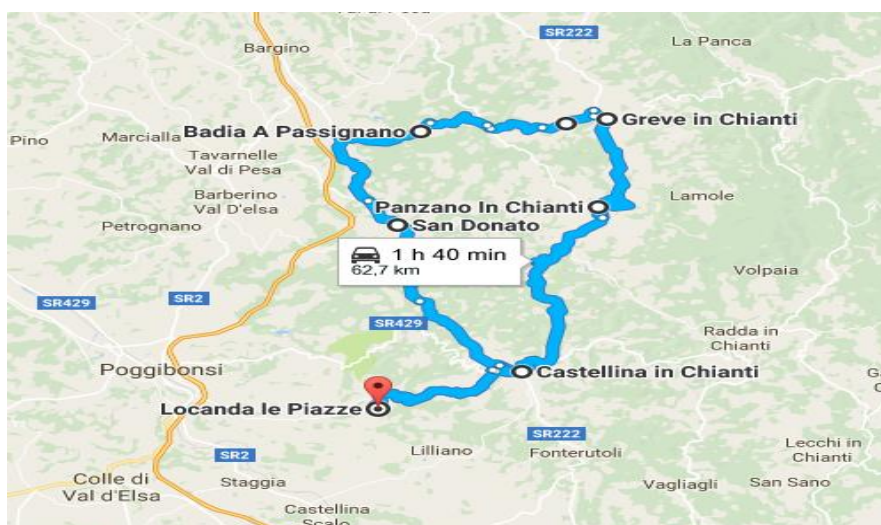 SR222
La Panca
Bargino
Pino
Marcialla
Badia A Passignano
Greve in Chianti
Tavarnelle
Val di Pesa
Barberino
Val D'elsa
Panzano In Chianti
Lamole
Petrognano
San Donato
1 h 40 min
62,7 km
Volpaia
SR2
SR429
SR429
Radda in
Chianti
Poggibonsi
Castellina in Chianti
Locanda le Piazze
SR222
Lilliano
Fonterutoli
Lecchi in
Chianti
SR2
Colle di
Val d'Elsa
Staggia
Vagliagli
San Sano
Castellina
Scalo